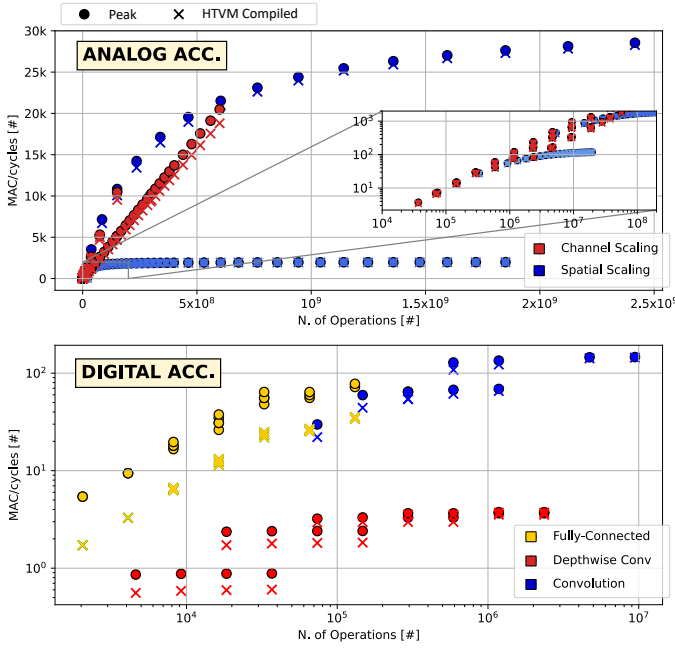 Peak HTVM Compiled
ANALOG ACC.
MAC/cycles [#]
30k
25k
20k
15k
10k
5k
0
10³
10²
10¹
10⁴ 10⁵ 10⁶ 10⁷ 10⁸
Channel Scaling
Spatial Scaling
0 5x10⁸ 10⁹ 1.5x10⁹ 2x10⁹ 2.5x10⁹
N. of Operations [#]
DIGITAL ACC.
MAC/cycles [#]
10²
10¹
10⁰
Fully-Connected
Depthwise Conv
Convolution
10⁴ 10⁵ 10⁶ 10⁷
N. of Operations [#]